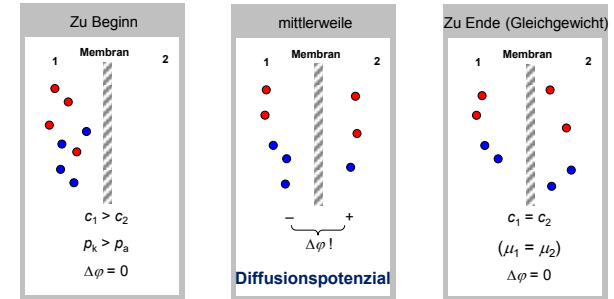 Zu Beginn
Membran
1
2
c₁ > c₂
pₖ > pₐ
Δφ = 0
mittlerweile
Membran
1
2
– +
Δφ !
Diffusionspotenzial
Zu Ende (Gleichgewicht)
Membran
1
2
c₁ = c₂
(μ₁ = μ₂)
Δφ = 0